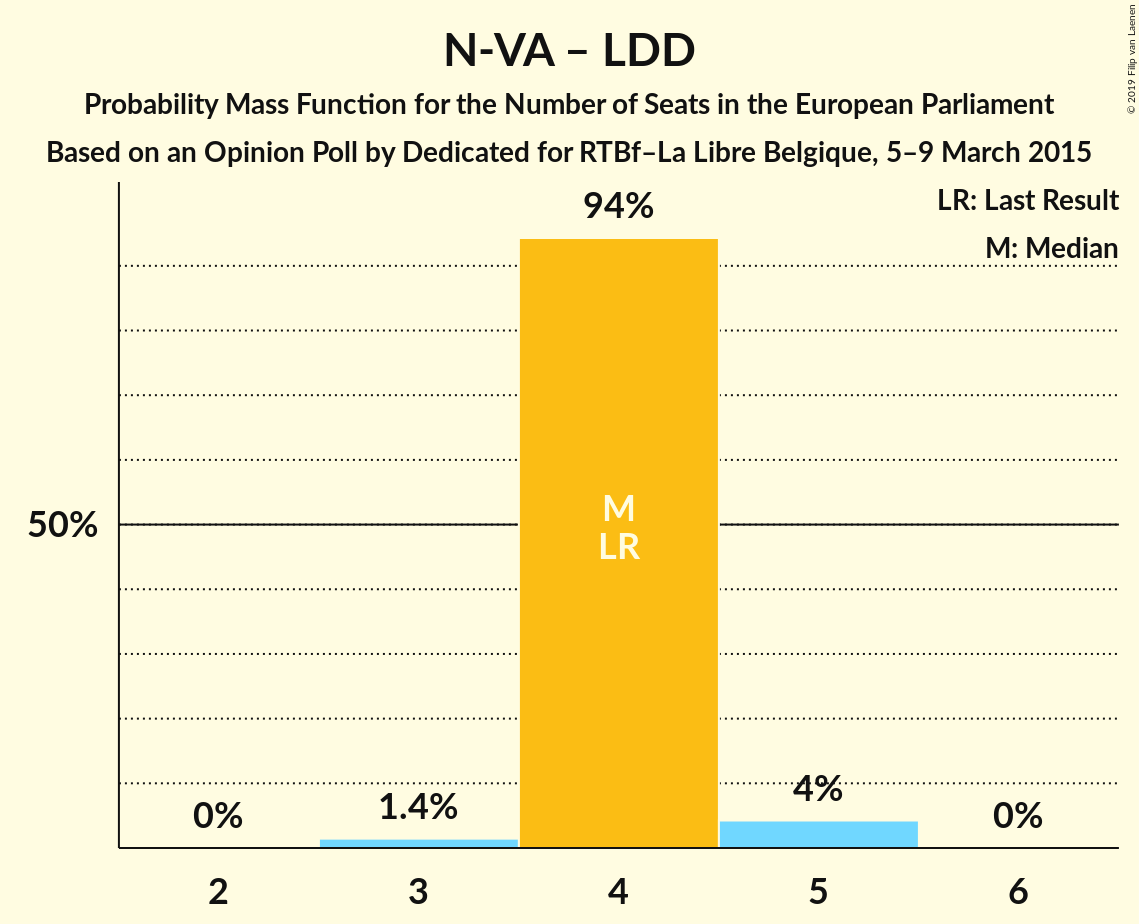 N-VA – LDD
Probability Mass Function for the Number of Seats in the European Parliament
Based on an Opinion Poll by Dedicated for RTBf–La Libre Belgique, 5–9 March 2015
© 2019 Filip van Laenen
LR: Last Result
M: Median
94%
50%
M
LR
0%
1.4%
4%
0%
2
3
4
5
6